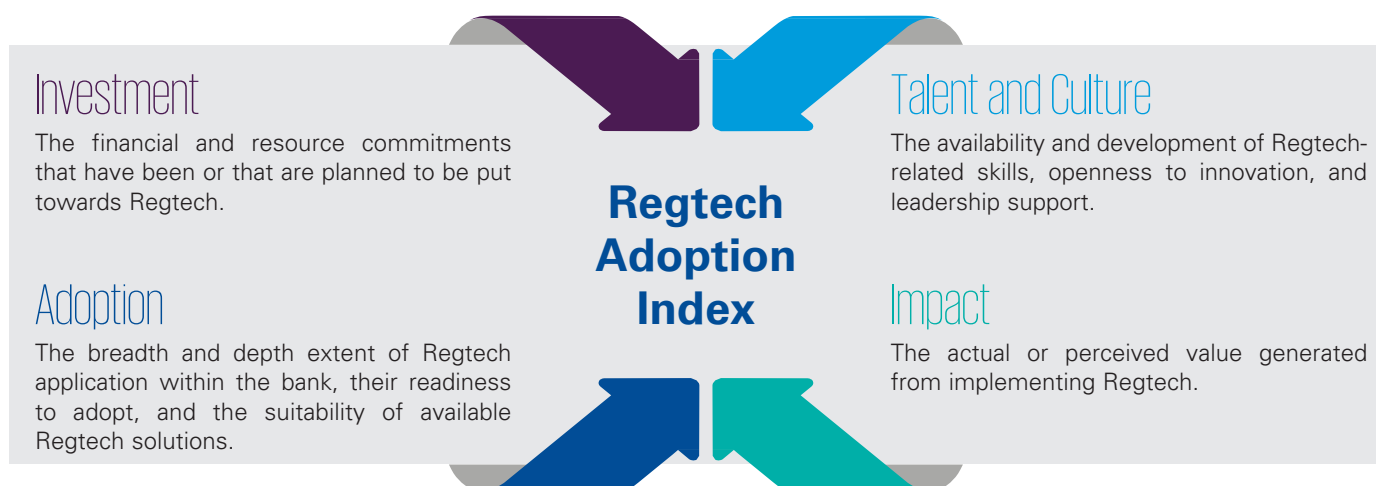 Investment
The financial and resource commitments
that have been or that are planned to be put
towards Regtech.
Adoption
The breadth and depth extent of Regtech
application within the bank, their readiness
to adopt, and the suitability of available
Regtech solutions.
Regtech
Adoption
Index
Talent and Culture
The availability and development of Regtech-
related skills, openness to innovation, and
leadership support.
Impact
The actual or perceived value generated
from implementing Regtech.